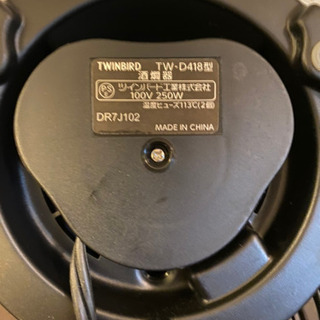 TWINBIRD TW-D418型
酒燗器
PSE ツインバード工業株式会社
100V 250W
温度ヒューズ113℃(2個)
DR7J102
MADE IN CHINA